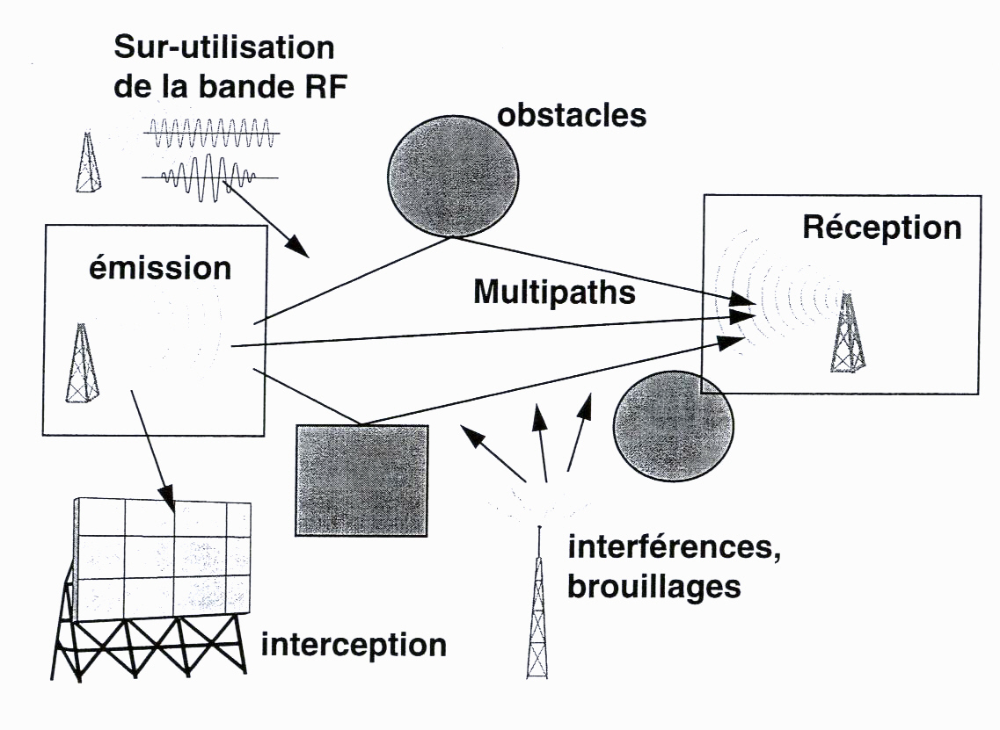 Sur-utilisation
de la bande RF
obstacles
Réception
émission
Multipaths
interférences,
brouillages
interception